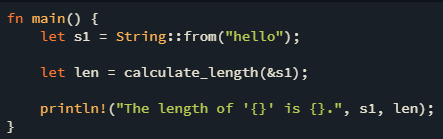 fn main() {
    let s1 = String::from("hello");

    let len = calculate_length(&s1);

    println!("The length of '{}' is {}.", s1, len);
}